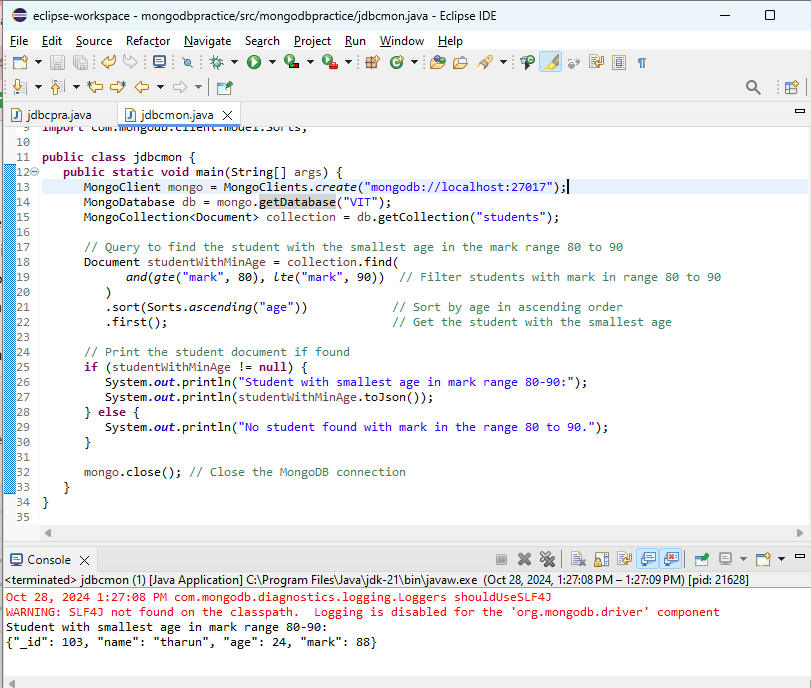 eclipse-workspace - mongodbpractice/src/mongodbpractice/jdbcmon.java - Eclipse IDE
File Edit Source Refactor Navigate Search Project Run Window Help
jdbcpra.java jdbcmon.java
9 import com.mongodb.client.model.Sorts;
10
11 public class jdbcmon {
12 public static void main(String[] args) {
13 MongoClient mongo = MongoClients.create("mongodb://localhost:27017");
14 MongoDatabase db = mongo.getDatabase("VIT");
15 MongoCollection<Document> collection = db.getCollection("students");
16
17 // Query to find the student with the smallest age in the mark range 80 to 90
18 Document studentWithMinAge = collection.find(
19 and(gte("mark", 80), lte("mark", 90)) // Filter students with mark in range 80 to 90
20 )
21 .sort(Sorts.ascending("age")) // Sort by age in ascending order
22 .first(); // Get the student with the smallest age
23
24 // Print the student document if found
25 if (studentWithMinAge != null) {
26 System.out.println("Student with smallest age in mark range 80-90:");
27 System.out.println(studentWithMinAge.toJson());
28 } else {
29 System.out.println("No student found with mark in the range 80 to 90.");
30 }
31
32 mongo.close(); // Close the MongoDB connection
33 }
34 }
35
Console
<terminated> jdbcmon (1) [Java Application] C:\Program Files\Java\jdk-21\bin\javaw.exe (Oct 28, 2024, 1:27:08 PM – 1:27:09 PM) [pid: 21628]
Oct 28, 2024 1:27:08 PM com.mongodb.diagnostics.logging.Loggers shouldUseSLF4J
WARNING: SLF4J not found on the classpath.  Logging is disabled for the 'org.mongodb.driver' component
Student with smallest age in mark range 80-90:
{"_id": 103, "name": "tharun", "age": 24, "mark": 88}